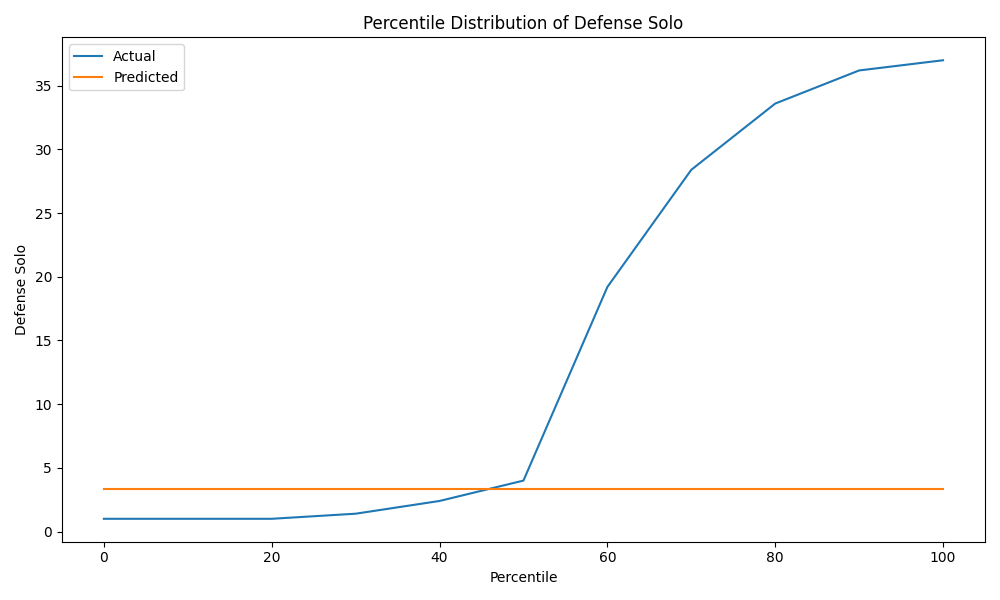 Percentile Distribution of Defense Solo
Actual
Predicted
Defense Solo
35
30
25
20
15
10
5
0
0 20 40 60 80 100
Percentile